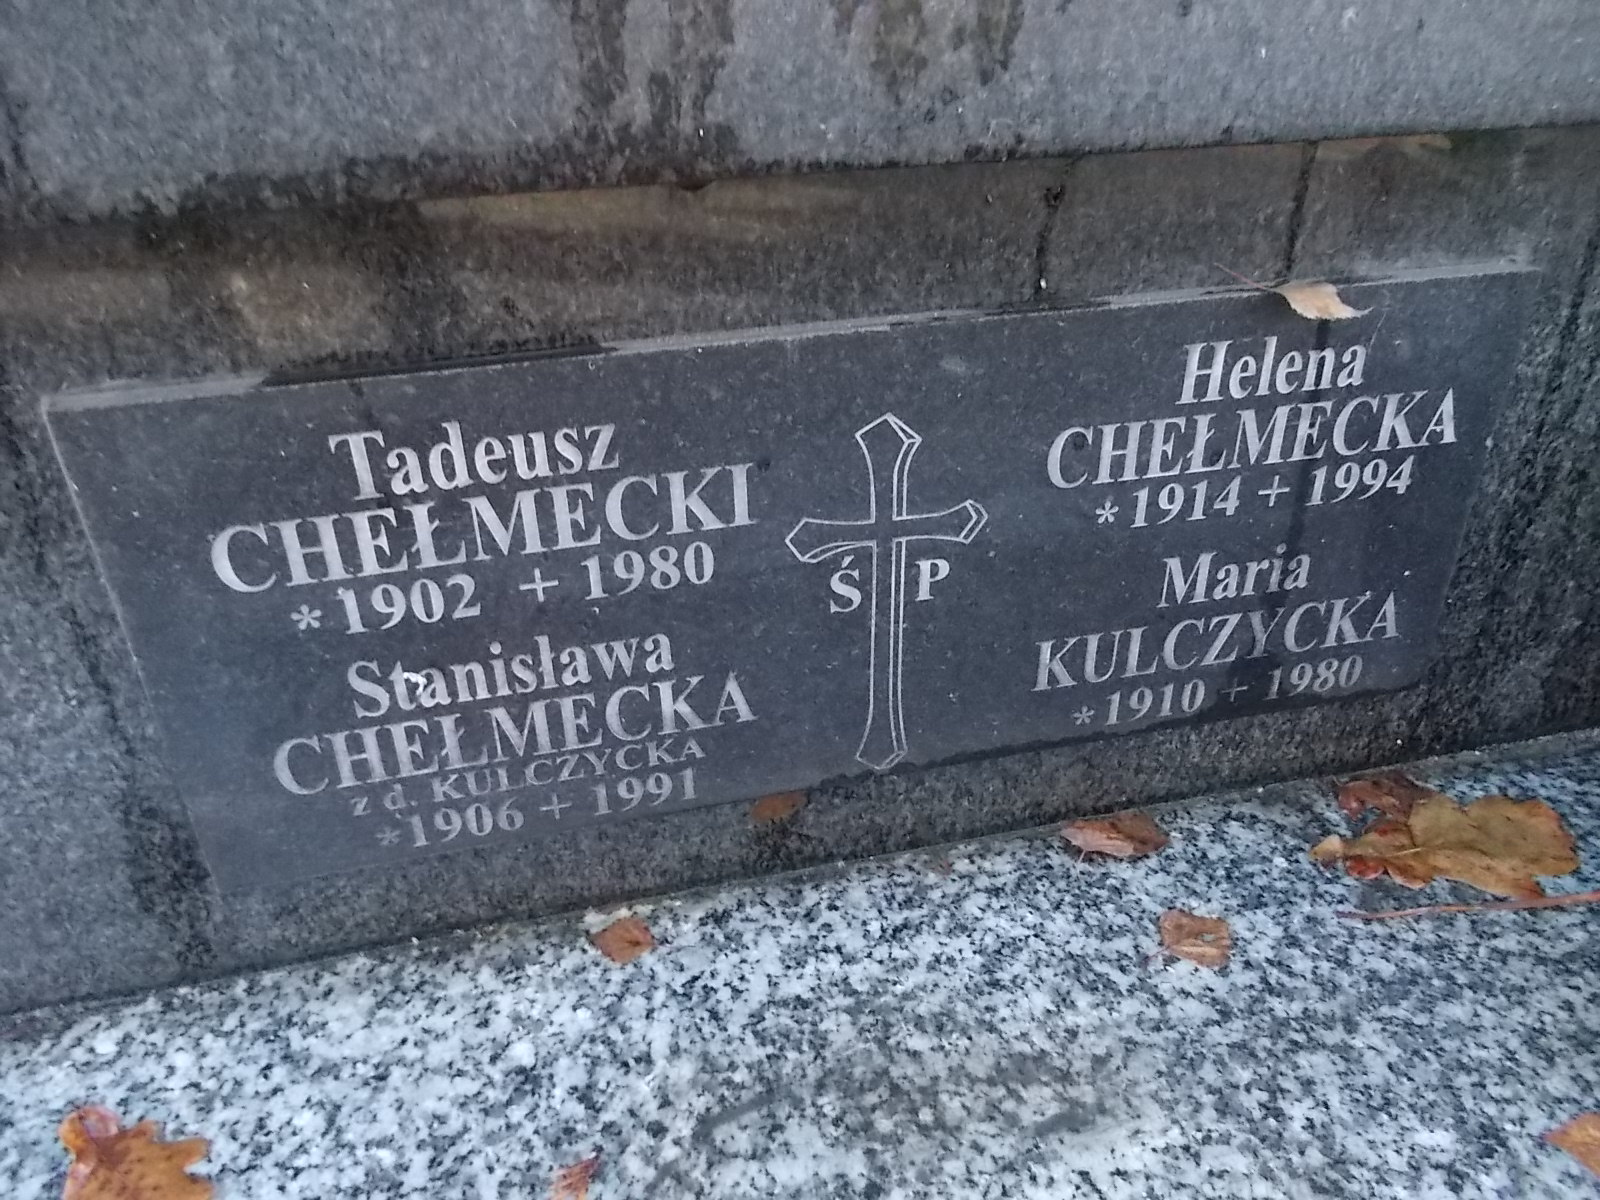 Tadeusz
CHEŁMECKI
* 1902 + 1980
Stanisława
CHEŁMECKA
z d. KULCZYCKA
* 1906 + 1991
Ś P
Helena
CHEŁMECKA
* 1914 + 1994
Maria
KULCZYCKA
* 1910 + 1980